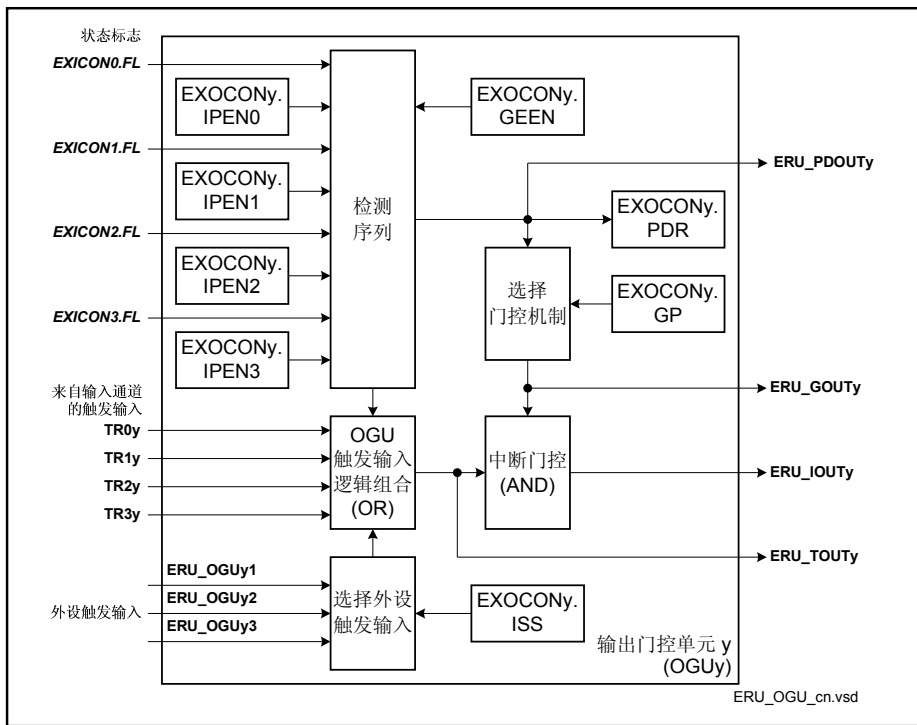 状态标志
EXICON0.FL
EXOCONy.
IPEN0
EXICON1.FL
EXOCONy.
IPEN1
EXICON2.FL
EXOCONy.
IPEN2
EXICON3.FL
EXOCONy.
IPEN3
检测
序列
EXOCONy.
GEEN
ERU_PDOUTy
EXOCONy.
PDR
选择
门控机制
EXOCONy.
GP
ERU_GOUTy
来自输入通道
的触发输入
TR0y
TR1y
TR2y
TR3y
OGU
触发输入
逻辑组合
(OR)
中断门控
(AND)
ERU_IOUTy
ERU_TOUTy
外设触发输入
ERU_OGUy1
ERU_OGUy2
ERU_OGUy3
选择外设
触发输入
EXOCONy.
ISS
输出门控单元 y
(OGUy)
ERU_OGU_cn.vsd